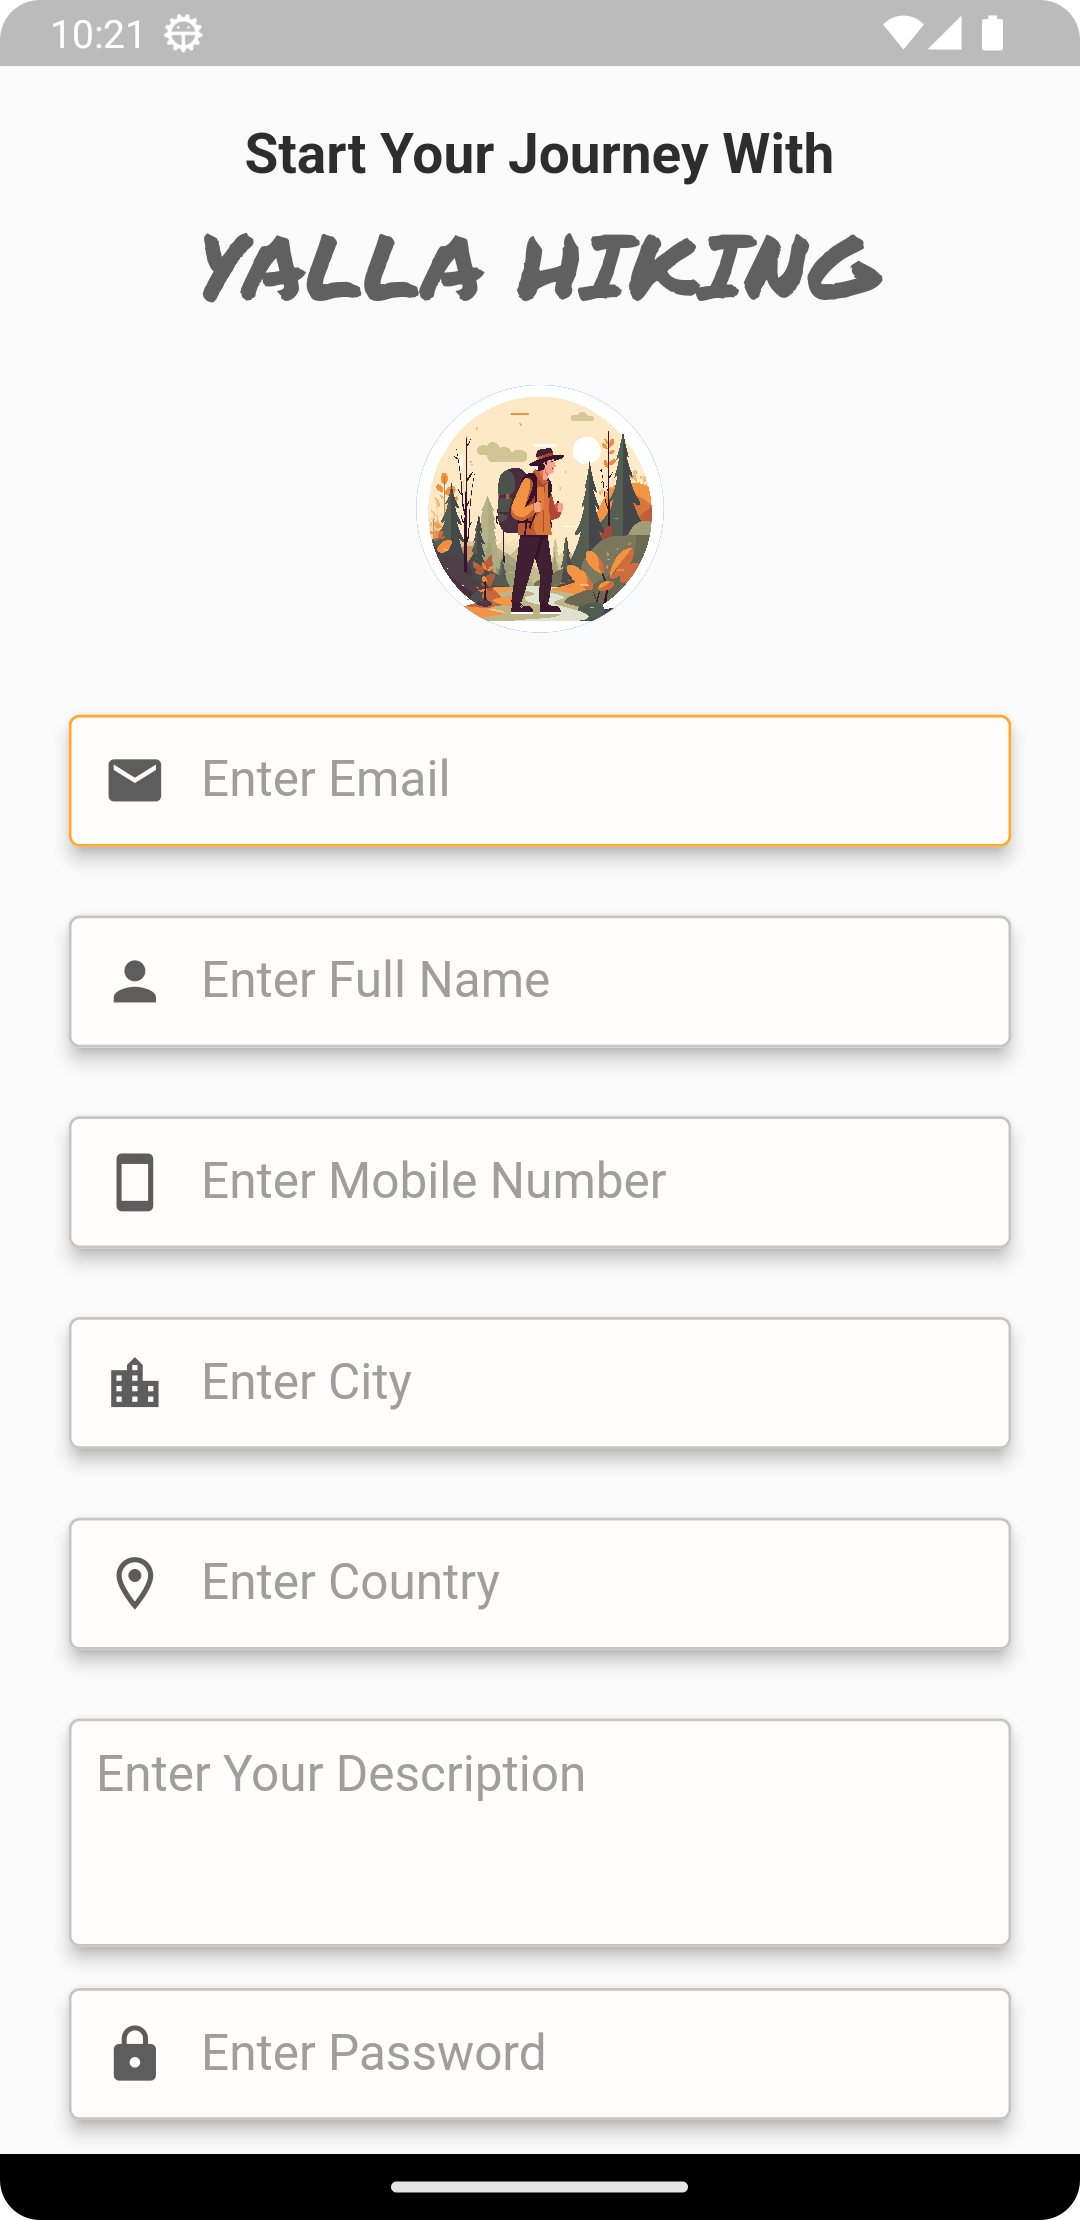 10:21
Start Your Journey With
YALLA HIKING
Enter Email
Enter Full Name
Enter Mobile Number
Enter City
Enter Country
Enter Your Description
Enter Password